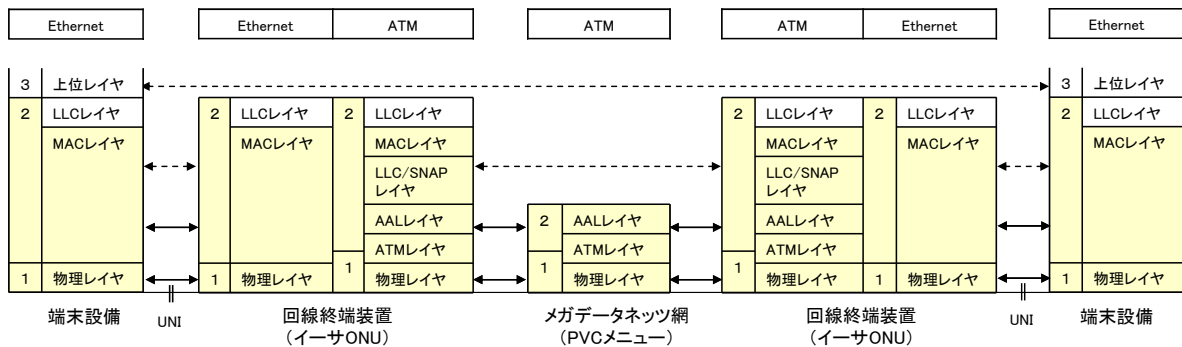 Ethernet
Ethernet
ATM
ATM
ATM
Ethernet
Ethernet
3 上位レイヤ
3 上位レイヤ
2 LLCレイヤ
2 LLCレイヤ
2 LLCレイヤ
2 LLCレイヤ
2 LLCレイヤ
2 LLCレイヤ
MACレイヤ
MACレイヤ
MACレイヤ
MACレイヤ
MACレイヤ
MACレイヤ
LLC/SNAP
レイヤ
LLC/SNAP
レイヤ
AALレイヤ
2 AALレイヤ
AALレイヤ
ATMレイヤ
ATMレイヤ
ATMレイヤ
1 物理レイヤ
1 物理レイヤ
1 物理レイヤ
1 物理レイヤ
1 物理レイヤ
1 物理レイヤ
1 物理レイヤ
端末設備
UNI
回線終端装置
(イーサONU)
メガデータネッツ網
(PVCメニュー)
回線終端装置
(イーサONU)
UNI
端末設備